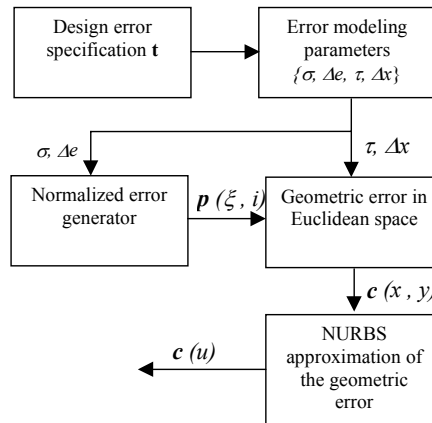 Design error
specification t
Error modeling
parameters
{σ, Δe, τ, Δx}
σ, Δe
τ, Δx
Normalized error
generator
p (ξ , i)
Geometric error in
Euclidean space
c (x , y)
c (u)
NURBS
approximation of
the geometric
error